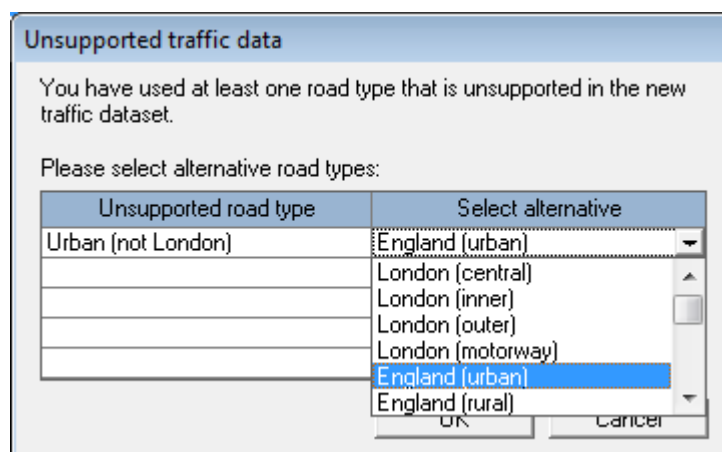 Unsupported traffic data
You have used at least one road type that is unsupported in the new
traffic dataset.
Please select alternative road types:
Unsupported road type Select alternative
Urban (not London) England (urban)
London (central)
London (inner)
London (outer)
London (motorway)
England (urban)
England (rural)
OK Cancel